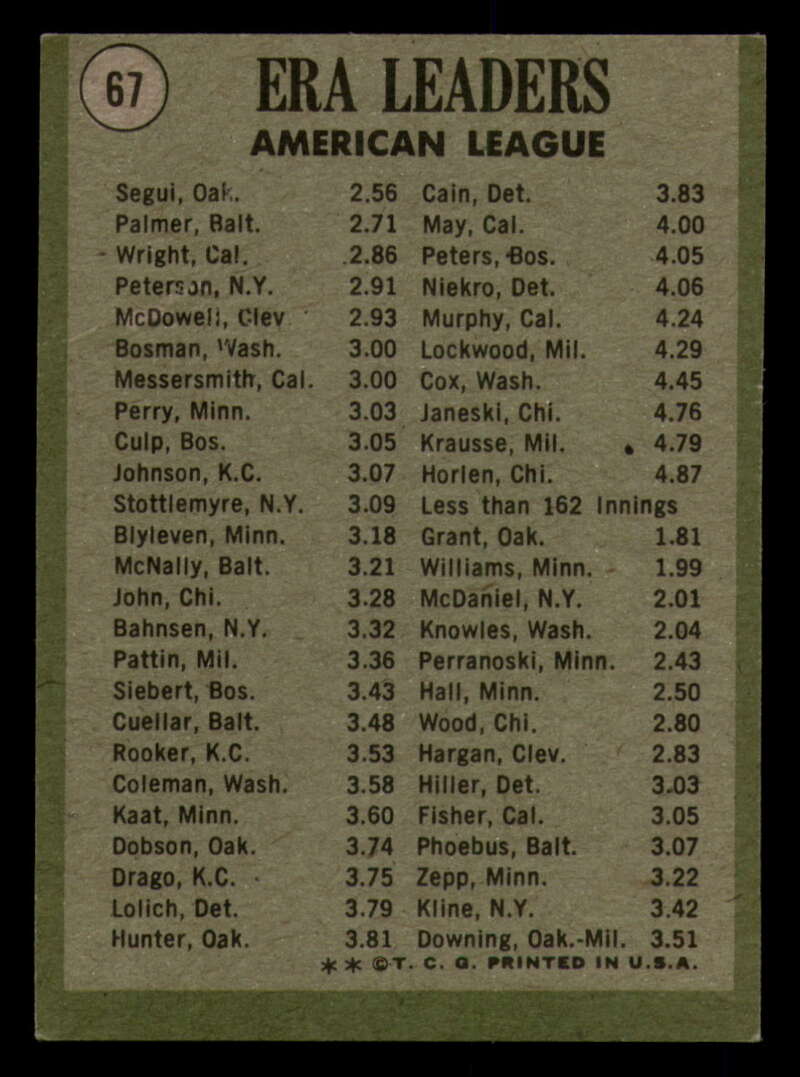 67
ERA LEADERS
AMERICAN LEAGUE
Segui, Oak. 2.56
Palmer, Balt. 2.71
Wright, Cal. 2.86
Peterson, N.Y. 2.91
McDowell, Clev 2.93
Bosman, Wash. 3.00
Messersmith, Cal. 3.00
Perry, Minn. 3.03
Culp, Bos. 3.05
Johnson, K.C. 3.07
Stottlemyre, N.Y. 3.09
Blyleven, Minn. 3.18
McNally, Balt. 3.21
John, Chi. 3.28
Bahnsen, N.Y. 3.32
Pattin, Mil. 3.36
Siebert, Bos. 3.43
Cuellar, Balt. 3.48
Rooker, K.C. 3.53
Coleman, Wash. 3.58
Kaat, Minn. 3.60
Dobson, Oak. 3.74
Drago, K.C. 3.75
Lolich, Det. 3.79
Hunter, Oak. 3.81
Cain, Det. 3.83
May, Cal. 4.00
Peters, Bos. 4.05
Niekro, Det. 4.06
Murphy, Cal. 4.24
Lockwood, Mil. 4.29
Cox, Wash. 4.45
Janeski, Chi. 4.76
Krausse, Mil. 4.79
Horlen, Chi. 4.87
Less than 162 Innings
Grant, Oak. 1.81
Williams, Minn. 1.99
McDaniel, N.Y. 2.01
Knowles, Wash. 2.04
Perranoski, Minn. 2.43
Hall, Minn. 2.50
Wood, Chi. 2.80
Hargan, Clev. 2.83
Hiller, Det. 3.03
Fisher, Cal. 3.05
Phoebus, Balt. 3.07
Zepp, Minn. 3.22
Kline, N.Y. 3.42
Downing, Oak.-Mil. 3.51
** © T. C. G. PRINTED IN U.S.A.